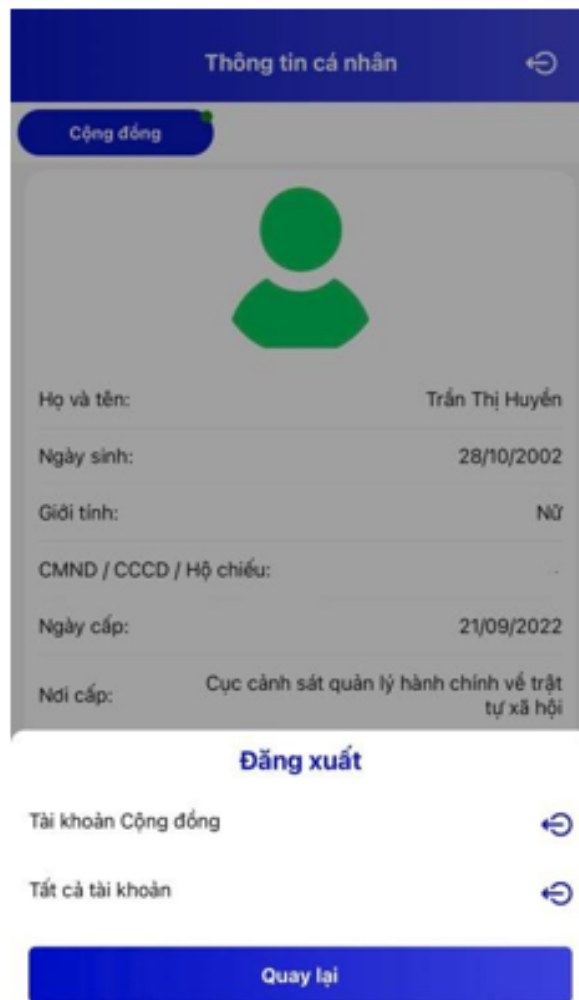 Thông tin cá nhân
Cộng đồng
Họ và tên: Trần Thị Huyền
Ngày sinh: 28/10/2002
Giới tính: Nữ
CMND / CCCD / Hộ chiếu:
Ngày cấp: 21/09/2022
Nơi cấp: Cục cảnh sát quản lý hành chính về trật
tự xã hội
Đăng xuất
Tài khoản Cộng đồng
Tất cả tài khoản
Quay lại